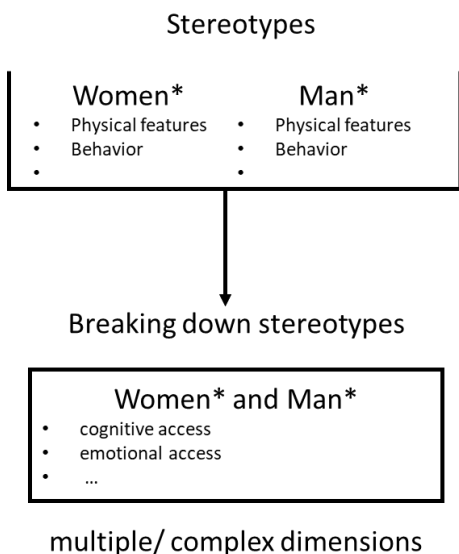 Stereotypes
Women* Man*
• Physical features • Physical features
• Behavior • Behavior
• •
Breaking down stereotypes
Women* and Man*
• cognitive access
• emotional access
• ...
multiple/ complex dimensions